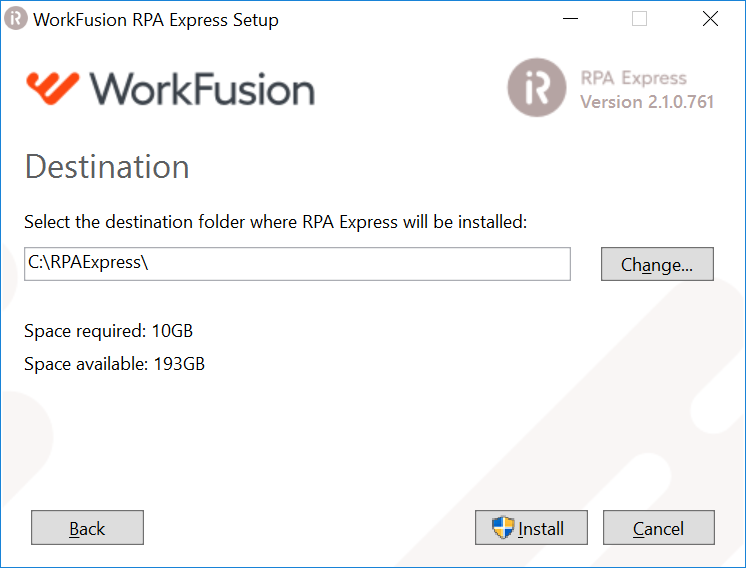 WorkFusion RPA Express Setup
WorkFusion
RPA Express
Version 2.1.0.761
Destination
Select the destination folder where RPA Express will be installed:
C:\RPAExpress\
Change...
Space required: 10GB
Space available: 193GB
Back
Install
Cancel